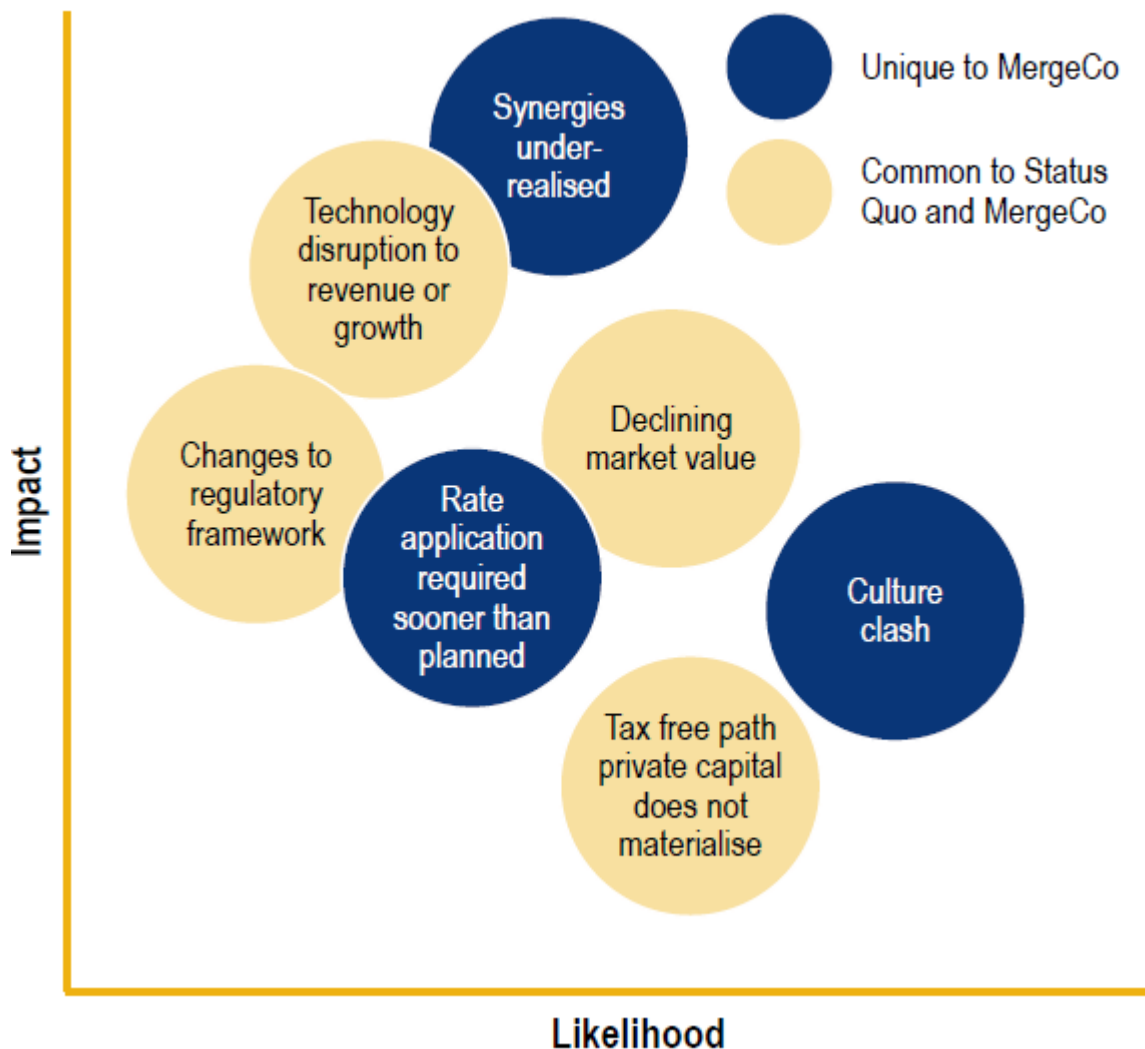 Synergies
under-
realised
Unique to MergeCo
Common to Status
Quo and MergeCo
Technology
disruption to
revenue or
growth
Declining
market value
Changes to
regulatory
framework
Rate
application
required
sooner than
planned
Culture
clash
Tax free path
private capital
does not
materialise
Impact
Likelihood